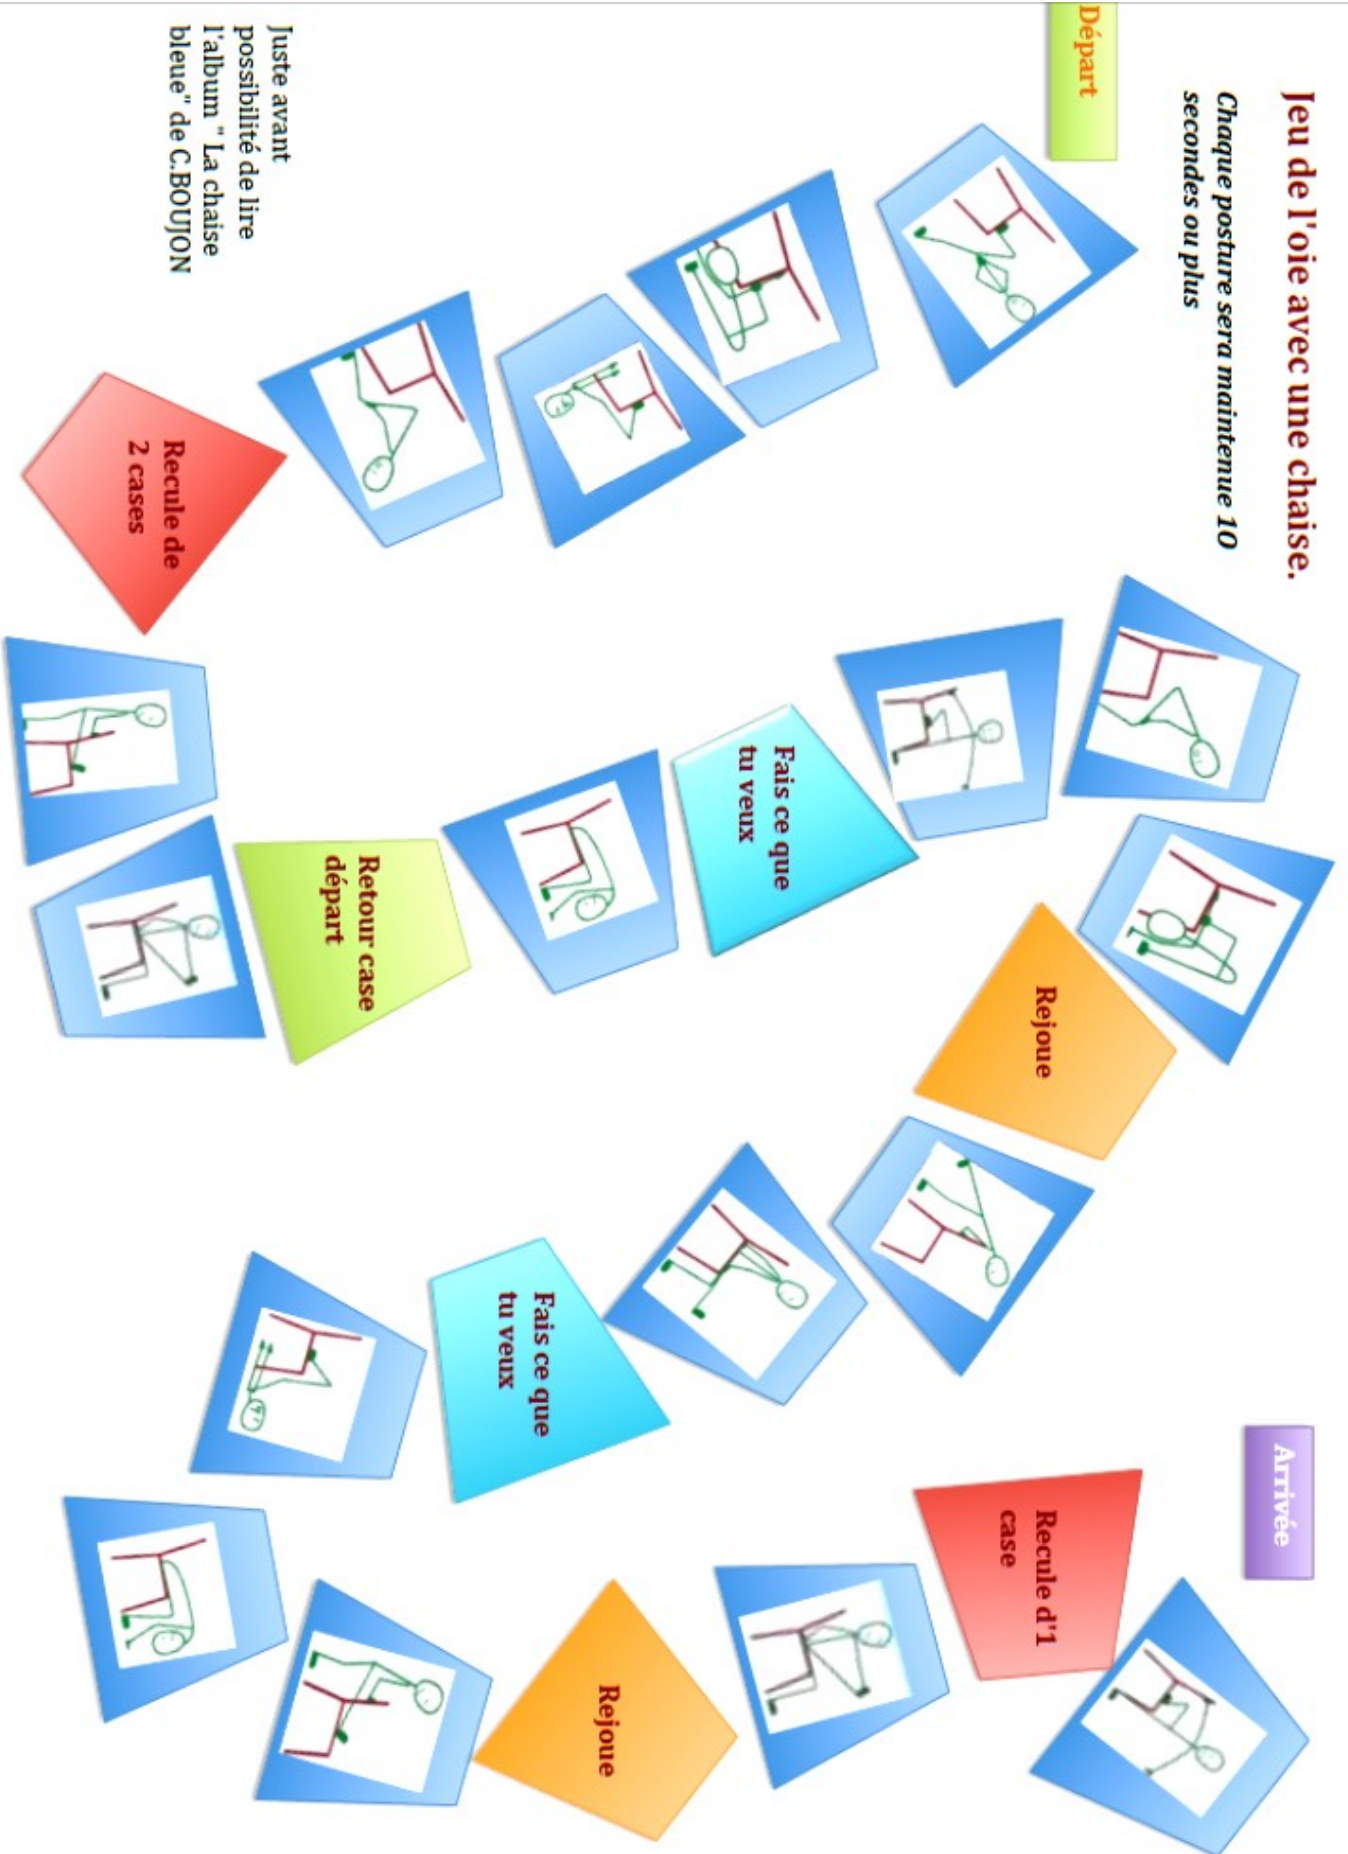 Jeu de l'oie avec une chaise.
Chaque posture sera maintenue 10
secondes ou plus
Départ
Juste avant
possibilité de lire
l'album " La chaise
bleue" de C.BOUJON
Recule de
2 cases
Retour case
départ
Fais ce que
tu veux
Rejoue
Fais ce que
tu veux
Rejoue
Recule d'1
case
Arrivée